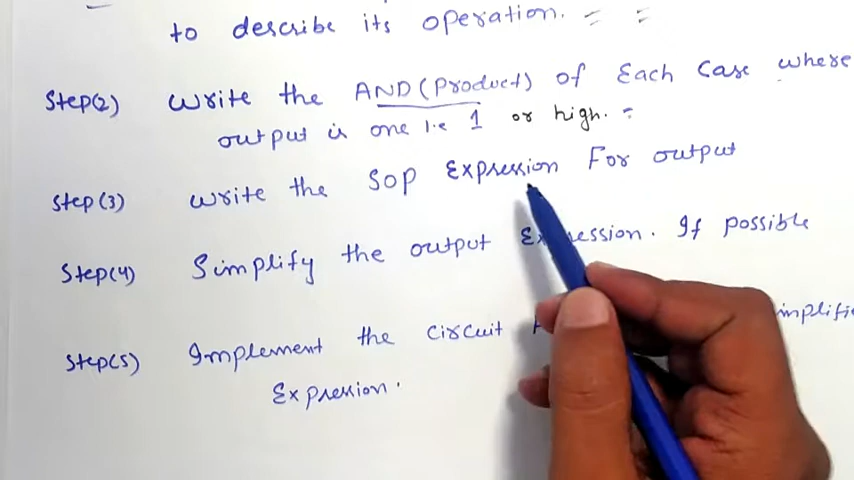 to describe its operation.
Step(2) Write the AND(Product) of Each Case where
output is one i.e 1 or high.
Step(3) Write the SOP Expression For output
Step(4) Simplify the output Expression. If possible
Step(5) Implement the circuit
Expression.